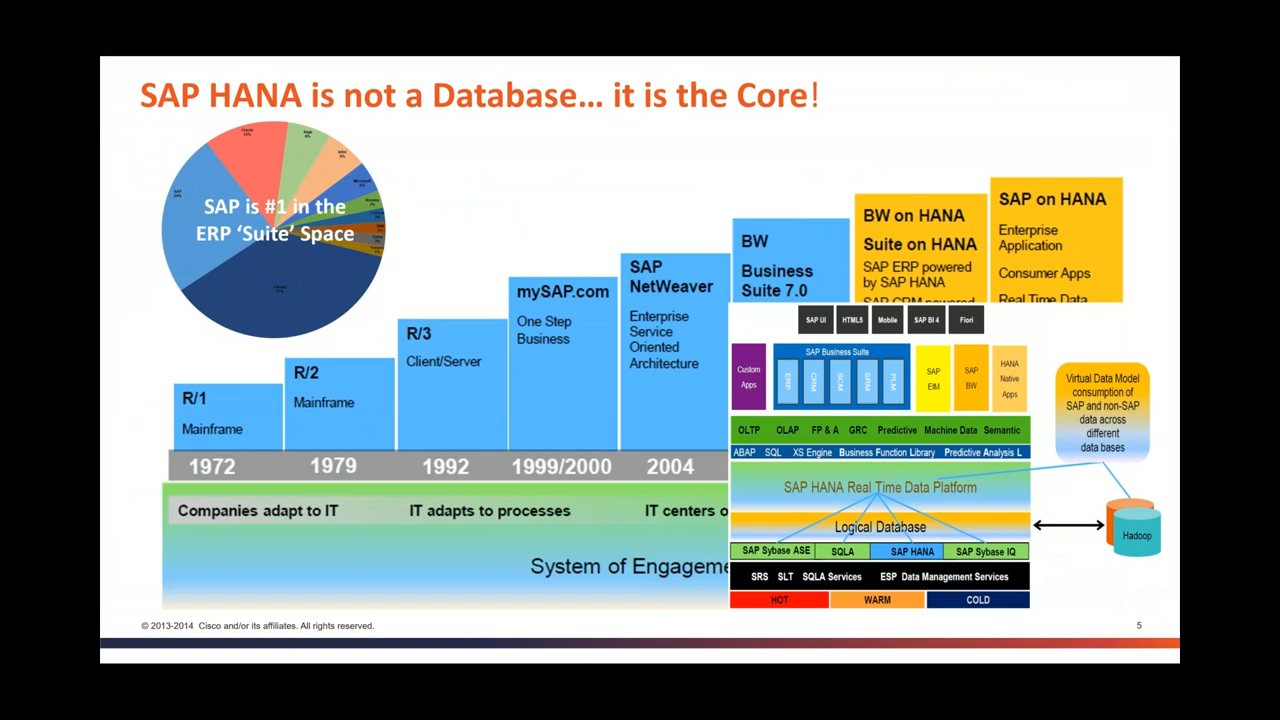 SAP HANA is not a Database... it is the Core!
SAP is #1 in the
ERP ‘Suite’ Space
R/1
Mainframe
R/2
Mainframe
R/3
Client/Server
mySAP.com
One Step
Business
SAP
NetWeaver
Enterprise
Service
Oriented
Architecture
BW
Business
Suite 7.0
BW on HANA
Suite on HANA
SAP ERP powered
by SAP HANA
SAP CRM powered
SAP on HANA
Enterprise
Application
Consumer Apps
Real Time Data
1972
1979
1992
1999/2000
2004
Companies adapt to IT
IT adapts to processes
IT centers o
System of Engageme
SAP UI
HTML5
Mobile
SAP BI 4
Fiori
Custom
Apps
SAP Business Suite
ERP
CRM
SCM
SRM
PLM
SAP
EIM
SAP
BW
HANA
Native
Apps
OLTP OLAP FP & A GRC Predictive Machine Data Semantic
ABAP SQL XS Engine Business Function Library Predictive Analysis L
SAP HANA Real Time Data Platform
Logical Database
SAP Sybase ASE
SQLA
SAP HANA
SAP Sybase IQ
SRS SLT SQLA Services ESP Data Management Services
HOT
WARM
COLD
Virtual Data Model
consumption of
SAP and non-SAP
data across
different
data bases
Hadoop
© 2013-2014 Cisco and/or its affiliates. All rights reserved.
5